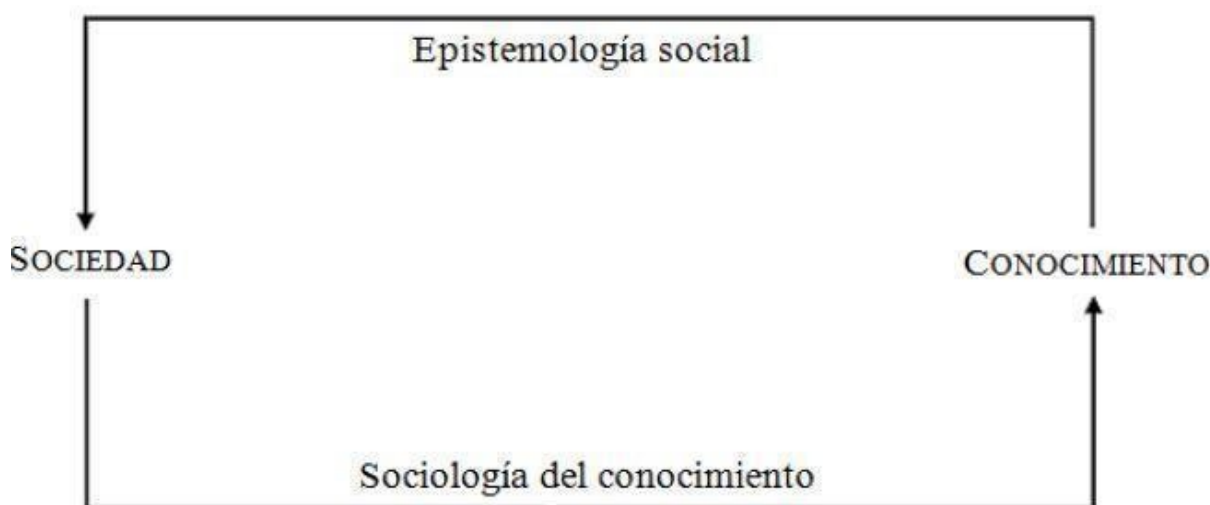 Epistemología social
SOCIEDAD
CONOCIMIENTO
Sociología del conocimiento